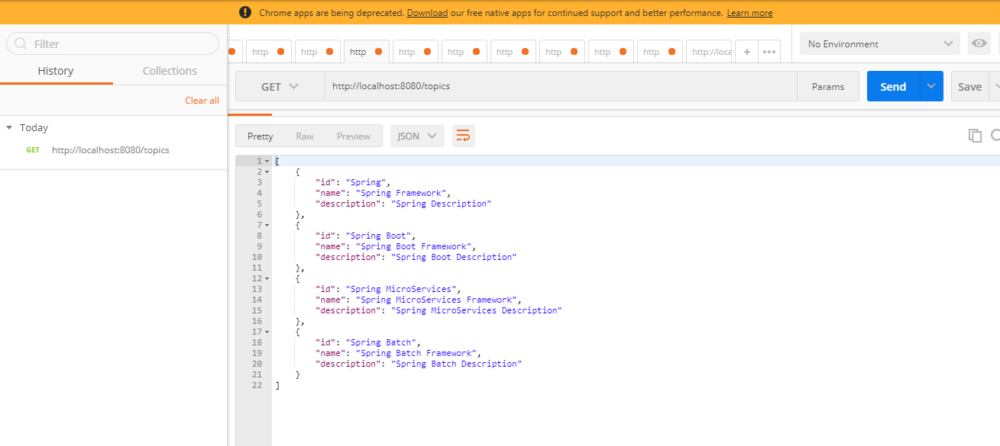 Chrome apps are being deprecated. Download our free native apps for continued support and better performance. Learn more
Filter
History Collections
Clear all
Today
GET http://localhost:8080/topics
http http http http http http http http http http://loca + •••
No Environment
GET http://localhost:8080/topics Params Send Save
Pretty Raw Preview JSON
1 [
2 {
3 "id": "Spring",
4 "name": "Spring Framework",
5 "description": "Spring Description"
6 },
7 {
8 "id": "Spring Boot",
9 "name": "Spring Boot Framework",
10 "description": "Spring Boot Description"
11 },
12 {
13 "id": "Spring MicroServices",
14 "name": "Spring MicroServices Framework",
15 "description": "Spring MicroServices Description"
16 },
17 {
18 "id": "Spring Batch",
19 "name": "Spring Batch Framework",
20 "description": "Spring Batch Description"
21 }
22 ]